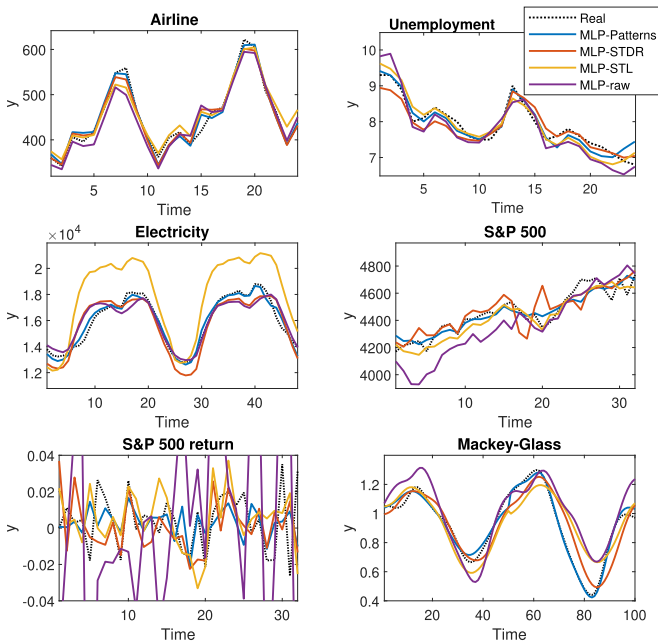 Airline
600
500
400
y
5
10
15
20
Time
Unemployment
10
9
8
7
y
5
10
15
20
Time
Real
MLP-Patterns
MLP-STDR
MLP-STL
MLP-raw
Electricity
×10⁴
2
1.8
1.6
1.4
1.2
y
10
20
30
40
Time
S&P 500
4800
4600
4400
4200
4000
y
10
20
30
Time
S&P 500 return
0.04
0.02
0
-0.02
-0.04
y
10
20
30
Time
Mackey-Glass
1.2
1
0.8
0.6
0.4
y
20
40
60
80
100
Time